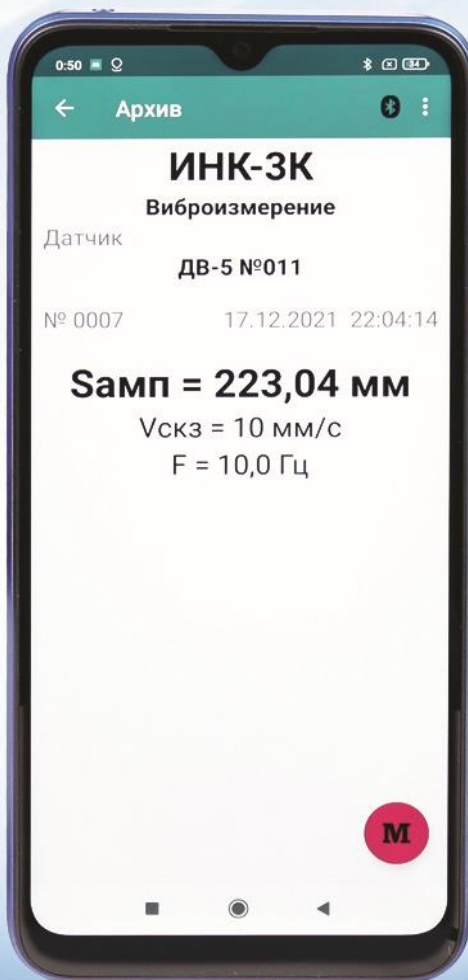 0:50 34
Архив
ИНК-3К
Виброизмерение
Датчик
ДВ-5 №011
№ 0007 17.12.2021 22:04:14
Sамп = 223,04 мм
Vскз = 10 мм/с
F = 10,0 Гц
М